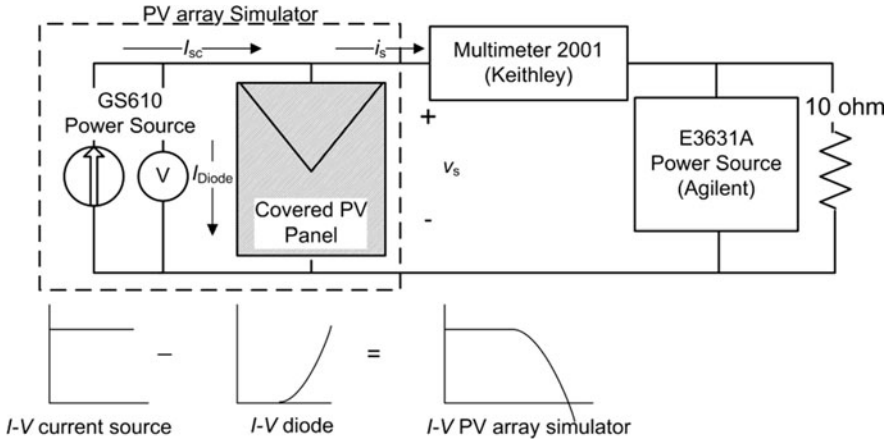 PV array Simulator
Isc
is
Multimeter 2001
(Keithley)
GS610
Power Source
V
IDiode
Covered PV
Panel
+
vs
-
E3631A
Power Source
(Agilent)
10 ohm
−
=
I-V current source
I-V diode
I-V PV array simulator